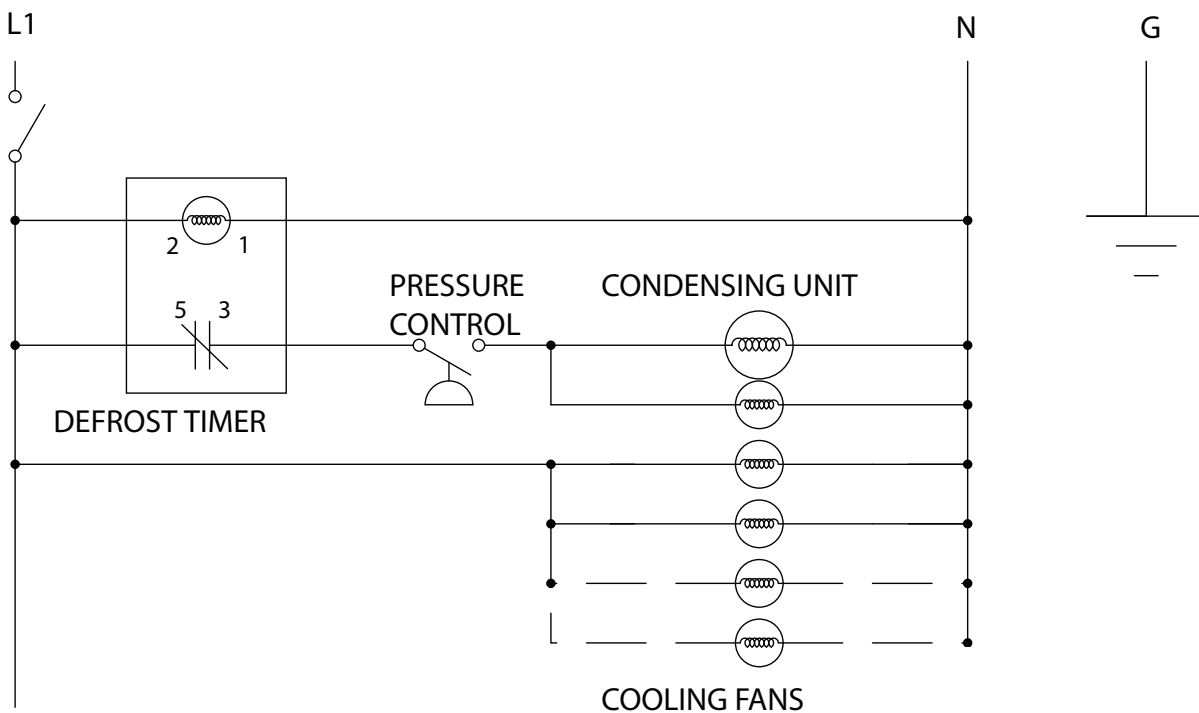 L1
N
G
2
1
5
3
PRESSURE
CONTROL
CONDENSING UNIT
DEFROST TIMER
COOLING FANS